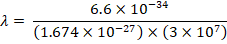 λ = 6.6 × 10⁻³⁴ / (1.674 × 10⁻²⁷) × (3 × 10⁷)